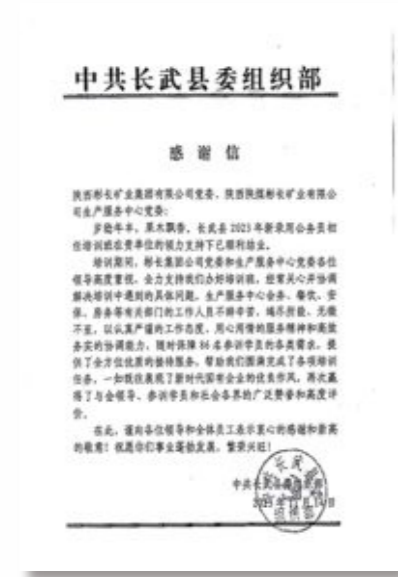 中共长武县委组织部
感谢信
陕西彬长矿业集团有限公司党委、陕西陕煤彬长矿业有限公
司生产服务中心党委:
岁稔年丰,果木飘香。长武县2023年新录用公务员初
任培训班在贵单位的倾力支持下已顺利结业。
培训期间,彬长集团公司党委和生产服务中心党委各位
领导高度重视、全力支持我们办好培训班,经常关心并协调
解决培训中遇到的具体问题。生产服务中心会务、餐饮、安
保、房务等有关部门的工作人员不辞辛苦、竭尽所能、无微
不至,以认真严谨的工作态度、用心用情的服务精神和高效
务实的协调能力,随时保障86名参训学员的各类需求,提
供了全方位优质的接待服务,帮助我们圆满完成了各项培训
任务,一如既往展现了新时代国有企业的优良作风,再次赢
得了与会领导、参训学员和社会各界的广泛赞誉和高度评
价。
在此,谨向各位领导和全体员工表示衷心的感谢和崇高
的敬意!祝愿你们事业蓬勃发展,繁荣兴旺!
中共长武县委组织部
2023年11月14日